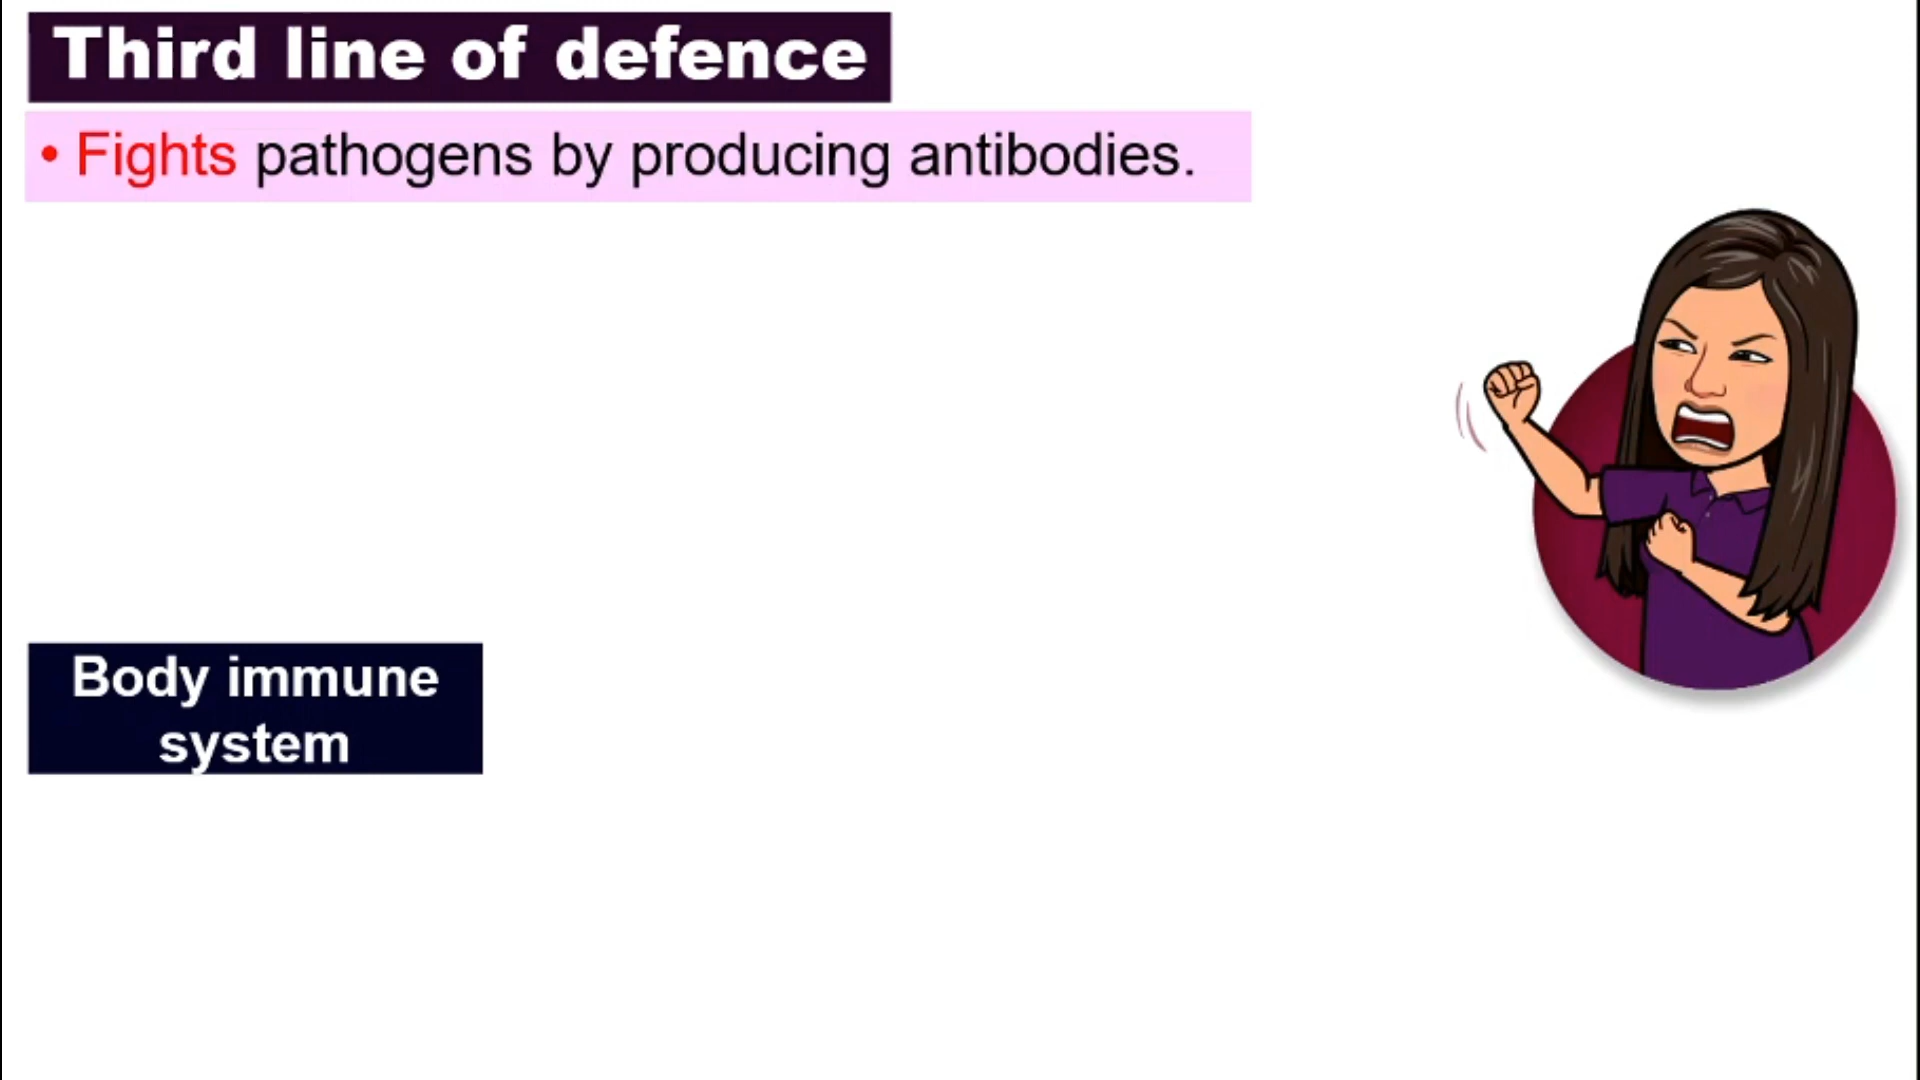 Third line of defence
• Fights pathogens by producing antibodies.
Body immune
system